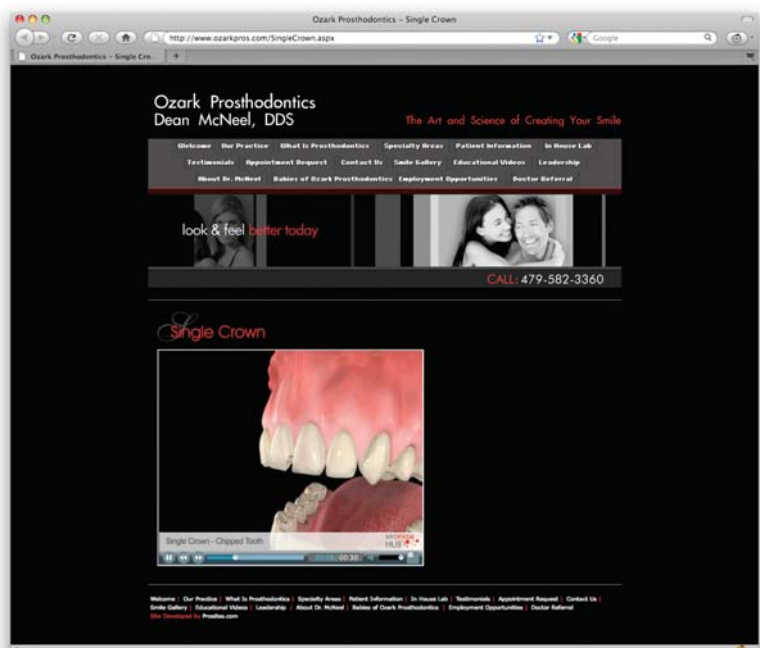 Ozark Prosthodontics – Single Crown
http://www.ozarkpros.com/SingleCrown.aspx
Google
Ozark Prosthodontics – Single Cro...
Ozark Prosthodontics
Dean McNeel, DDS
The Art and Science of Creating Your Smile
Welcome Our Practice What Is Prosthodontics Specialty Areas Patient Information In House Lab
Testimonials Appointment Request Contact Us Smile Gallery Educational Videos Leadership
About Dr. McNeel Babies of Ozark Prosthodontics Employment Opportunities Doctor Referral
look & feel better today
CALL: 479-582-3360
S
Single Crown
Single Crown - Chipped Tooth
HUB
00:30
Welcome | Our Practice | What Is Prosthodontics | Specialty Areas | Patient Information | In House Lab | Testimonials | Appointment Request | Contact Us |
Smile Gallery | Educational Videos | Leadership | About Dr. McNeel | Babies of Ozark Prosthodontics | Employment Opportunities | Doctor Referral
Site Developed by Prosites.com